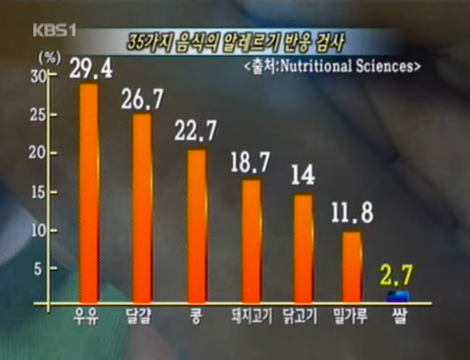 KBS1
35가지 음식의 알레르기 반응 검사
<출처:Nutritional Sciences>
(%)
30
25
20
15
10
5
29.4
26.7
22.7
18.7
14
11.8
2.7
우유
달걀
콩
돼지고기
닭고기
밀가루
쌀